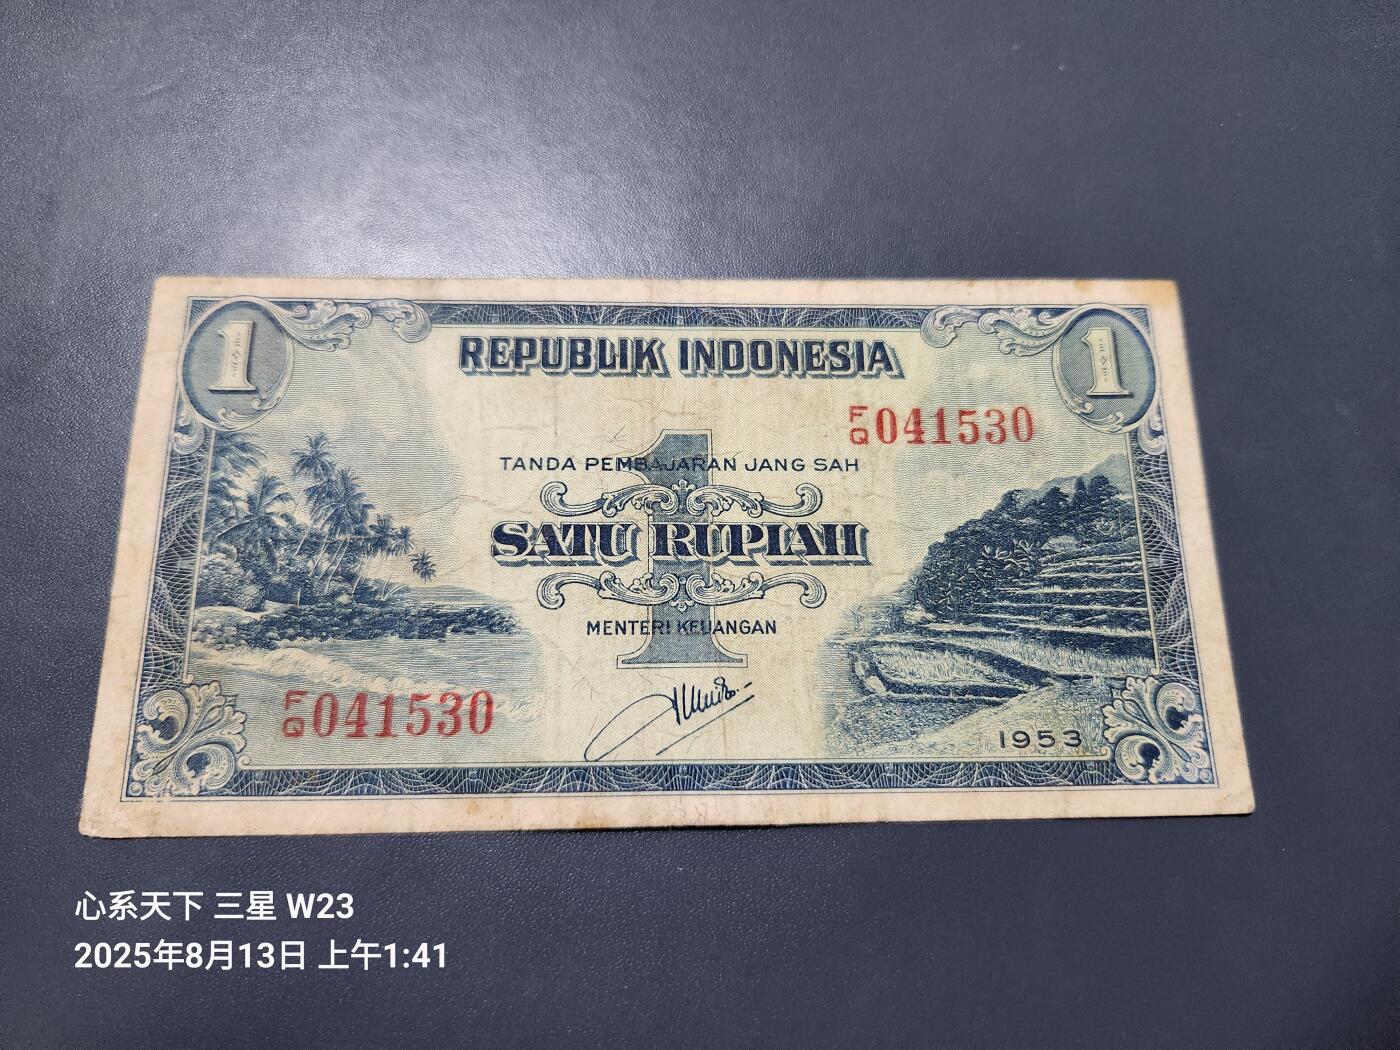 1
1
REPUBLIK INDONESIA
F/Q 041530
TANDA PEMBAJARAN JANG SAH
1
SATU RUPIAH
MENTERI KEUANGAN
F/Q 041530
1953
心系天下 三星 W23
2025年8月13日 上午1:41